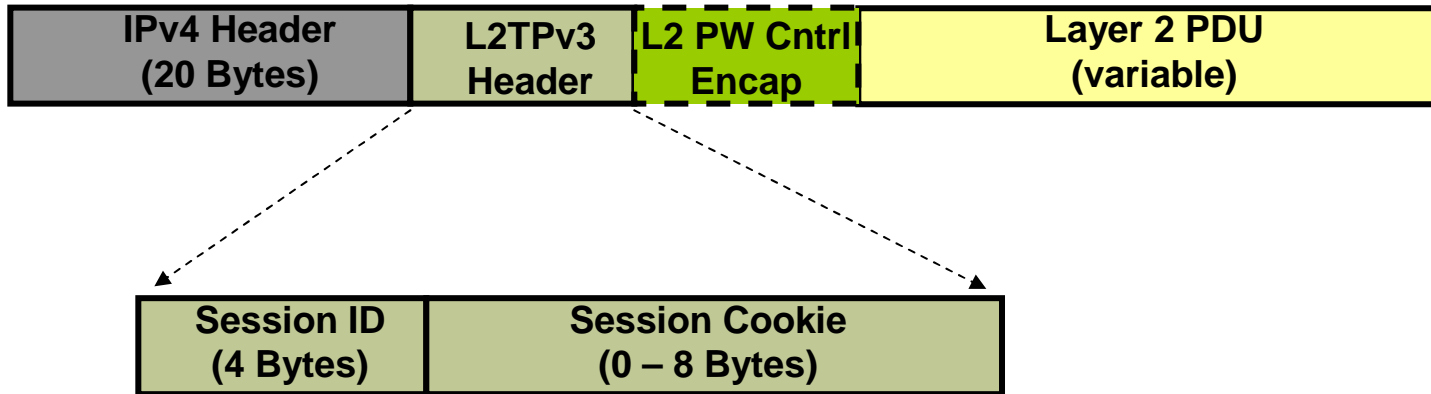 IPv4 Header
(20 Bytes)
L2TPv3
Header
L2 PW Cntrl
Encap
Layer 2 PDU
(variable)
Session ID
(4 Bytes)
Session Cookie
(0 – 8 Bytes)